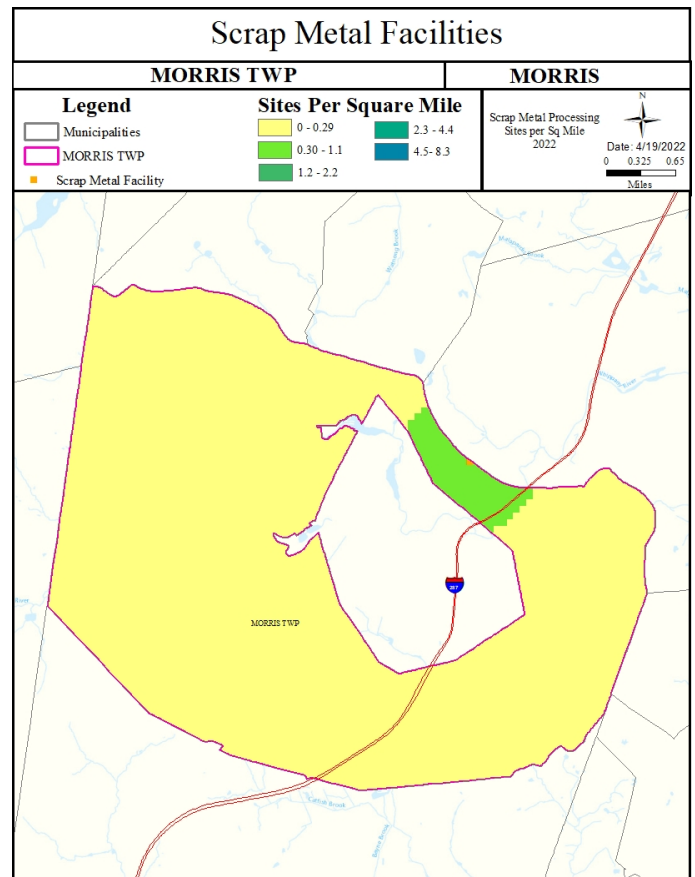 Scrap Metal Facilities
MORRIS TWP
MORRIS
Legend
Municipalities
MORRIS TWP
Scrap Metal Facility
Sites Per Square Mile
0 - 0.29
0.30 - 1.1
1.2 - 2.2
2.3 - 4.4
4.5- 8.3
Scrap Metal Processing
Sites per Sq Mile
2022
N
Date: 4/19/2022
0 0.325 0.65
Miles
287
MORRIS TWP
Brook